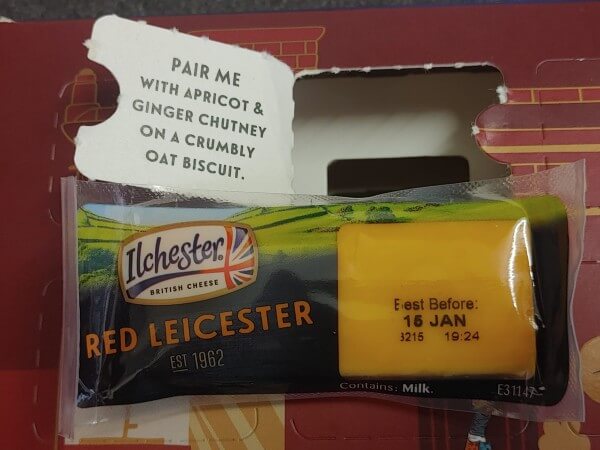 PAIR ME
WITH APRICOT &
GINGER CHUTNEY
ON A CRUMBLY
OAT BISCUIT.
Ilchester
BRITISH CHEESE
RED LEICESTER
EST 1962
Best Before:
15 JAN
3215 19:24
Contains: Milk.